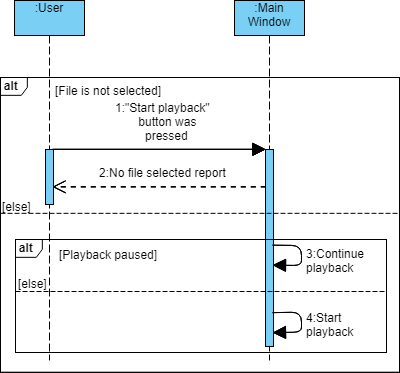 :User
:Main
Window
alt
[File is not selected]
1:"Start playback"
button was
pressed
2:No file selected report
[else]
alt
[Playback paused]
3:Continue
playback
[else]
4:Start
playback